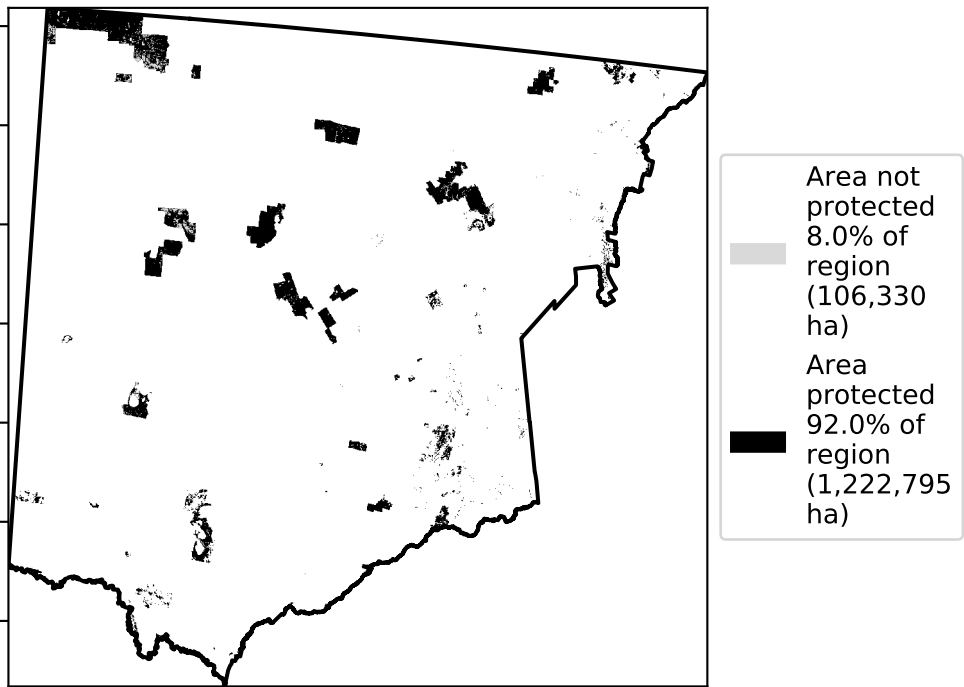 Area not
protected
8.0% of
region
(106,330
ha)
Area
protected
92.0% of
region
(1,222,795
ha)